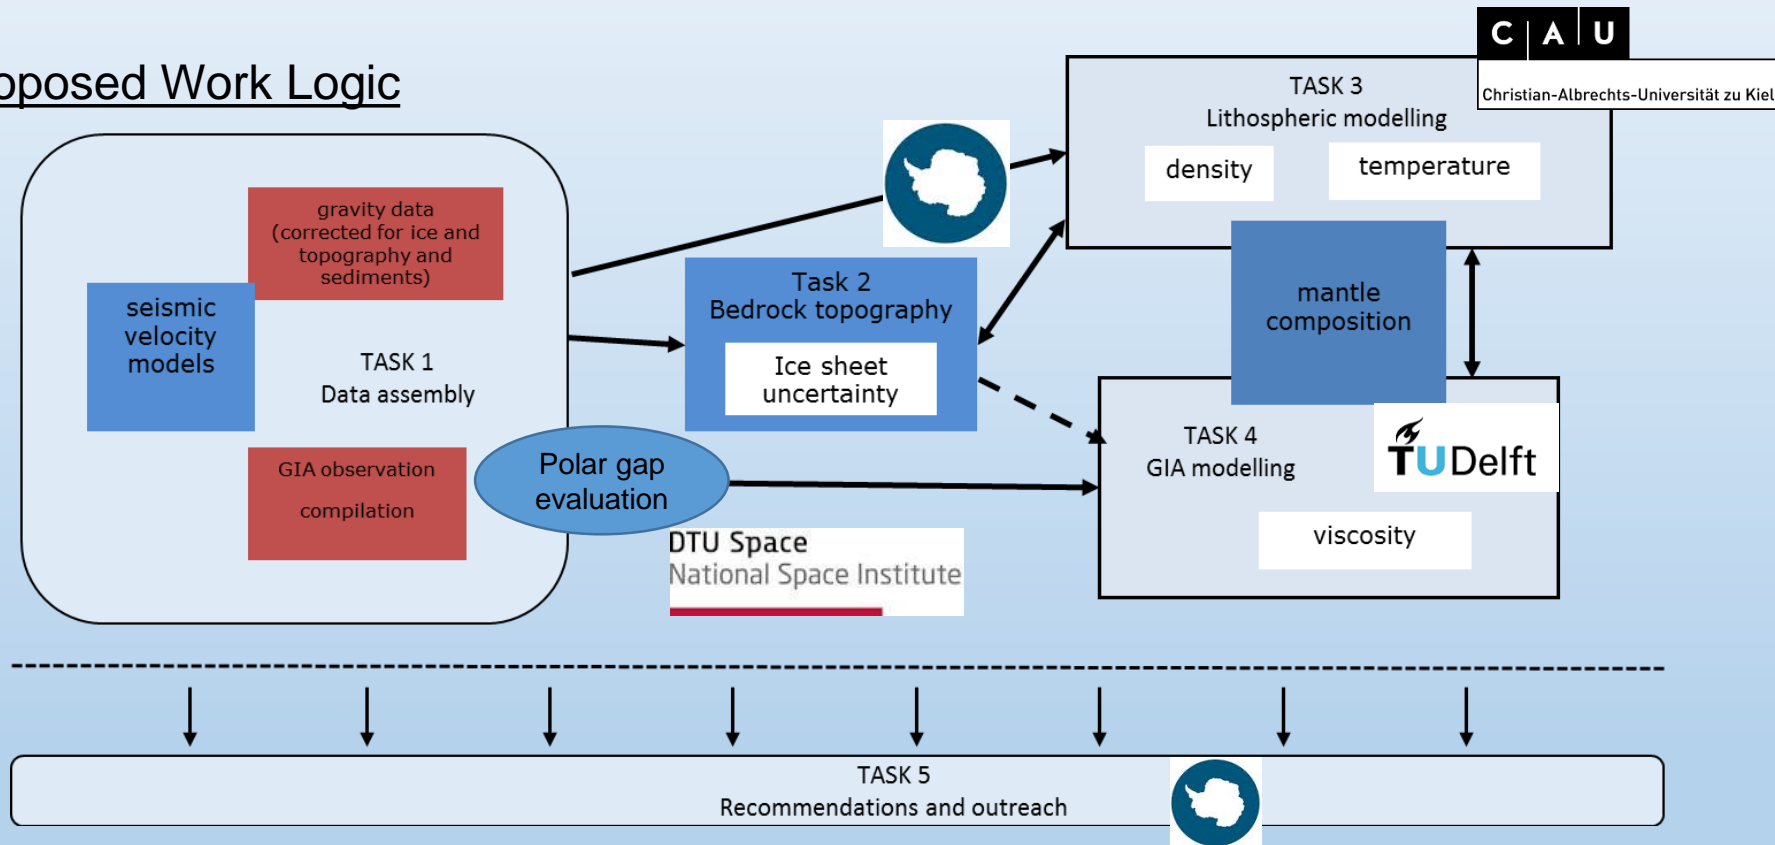 oposed Work Logic
C A U
Christian-Albrechts-Universität zu Kiel
TASK 3
Lithospheric modelling
density
temperature
gravity data
(corrected for ice and
topography and
sediments)
seismic
velocity
models
TASK 1
Data assembly
GIA observation
compilation
Polar gap
evaluation
Task 2
Bedrock topography
Ice sheet
uncertainty
mantle
composition
TASK 4
GIA modelling
TUDelft
viscosity
DTU Space
National Space Institute
TASK 5
Recommendations and outreach